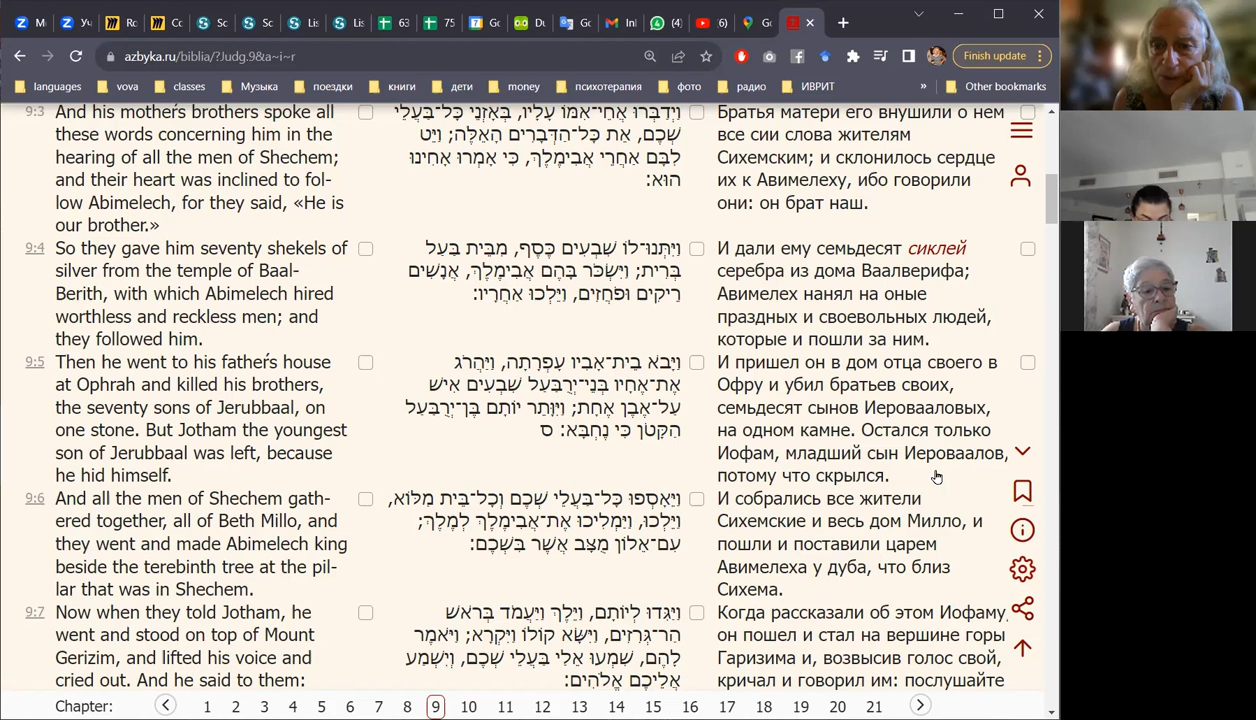 azbyka.ru/biblia/?Judg.9&a~i~r
Finish update
languages
vova
classes
Музыка
поездки
книги
дети
money
психотерапия
фото
радио
ИВРИТ
»
Other bookmarks
9:3
And his mother's brothers spoke all
these words concerning him in the
hearing of all the men of Shechem;
and their heart was inclined to fol-
low Abimelech, for they said, «He is
our brother.»
וַיְדַבְּרוּ אֲחֵי־אִמּוֹ עָלָיו, בְּאָזְנֵי כָּל־בַּעֲלֵי
שְׁכֶם, אֵת כָּל־הַדְּבָרִים הָאֵלֶּה; וַיֵּט
לִבָּם אַחֲרֵי אֲבִימֶלֶךְ, כִּי אָמְרוּ אָחִינוּ
הוּא׃
Братья матери его внушили о нем
все сии слова жителям
Сихемским; и склонилось сердце
их к Авимелеху, ибо говорили
они: он брат наш.
9:4
So they gave him seventy shekels of
silver from the temple of Baal-
Berith, with which Abimelech hired
worthless and reckless men; and
they followed him.
וַיִּתְּנוּ־לוֹ שִׁבְעִים כֶּסֶף, מִבֵּית בַּעַל
בְּרִית; וַיִּשְׂכֹּר בָּהֶם אֲבִימֶלֶךְ, אֲנָשִׁים
רֵיקִים וּפֹחֲזִים, וַיֵּלְכוּ אַחֲרָיו׃
И дали ему семьдесят сиклей
серебра из дома Ваалверифа;
Авимелех нанял на оные
праздных и своевольных людей,
которые и пошли за ним.
9:5
Then he went to his father's house
at Ophrah and killed his brothers,
the seventy sons of Jerubbaal, on
one stone. But Jotham the youngest
son of Jerubbaal was left, because
he hid himself.
וַיָּבֹא בֵית־אָבִיו עָפְרָתָה, וַיַּהֲרֹג
אֶת־אֶחָיו בְּנֵי־יְרֻבַּעַל שִׁבְעִים אִישׁ
עַל־אֶבֶן אֶחָת; וַיִּוָּתֵר יוֹתָם בֶּן־יְרֻבַּעַל
הַקָּטֹן כִּי נֶחְבָּא׃ ס
И пришел он в дом отца своего в
Офру и убил братьев своих,
семьдесят сынов Иеровааловых,
на одном камне. Остался только
Иофам, младший сын Иероваалов,
потому что скрылся.
9:6
And all the men of Shechem gath-
ered together, all of Beth Millo, and
they went and made Abimelech king
beside the terebinth tree at the pil-
lar that was in Shechem.
וַיֵּאָסְפוּ כָּל־בַּעֲלֵי שְׁכֶם וְכָל־בֵּית מִלּוֹא,
וַיֵּלְכוּ, וַיַּמְלִיכוּ אֶת־אֲבִימֶלֶךְ לְמֶלֶךְ;
עִם־אֵלוֹן מֻצָּב אֲשֶׁר בִּשְׁכֶם׃
И собрались все жители
Сихемские и весь дом Милло, и
пошли и поставили царем
Авимелеха у дуба, что близ
Сихема.
9:7
Now when they told Jotham, he
went and stood on top of Mount
Gerizim, and lifted his voice and
cried out. And he said to them:
וַיַּגִּדוּ לְיוֹתָם, וַיֵּלֶךְ וַיַּעֲמֹד בְּרֹאשׁ
הַר־גְּרִזִים, וַיִּשָּׂא קוֹלוֹ וַיִּקְרָא; וַיֹּאמֶר
לָהֶם, שִׁמְעוּ אֵלַי בַּעֲלֵי שְׁכֶם, וְיִשְׁמַע
אֲלֵיכֶם אֱלֹהִים׃
Когда рассказали об этом Иофаму,
он пошел и стал на вершине горы
Гаризима и, возвысив голос свой,
кричал и говорил им: послушайте
Chapter: 1 2 3 4 5 6 7 8 9 10 11 12 13 14 15 16 17 18 19 20 21